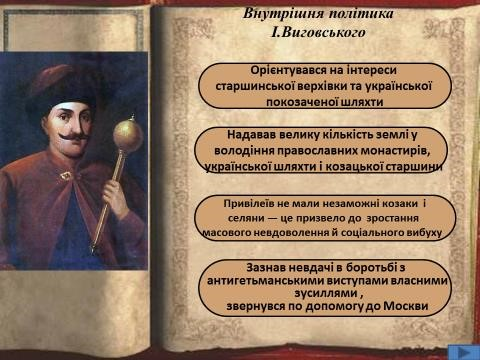 Внутрішня політика
І.Виговського
Орієнтувався на інтереси
старшинської верхівки та української
покозаченої шляхти
Надавав велику кількість землі у
володіння православних монастирів,
української шляхти і козацької старшини
Привілеїв не мали незаможні козаки і
селяни — це призвело до зростання
масового невдоволення й соціального вибуху
Зазнав невдачі в боротьбі з
антигетьманськими виступами власними
зусиллями ,
звернувся по допомогу до Москви